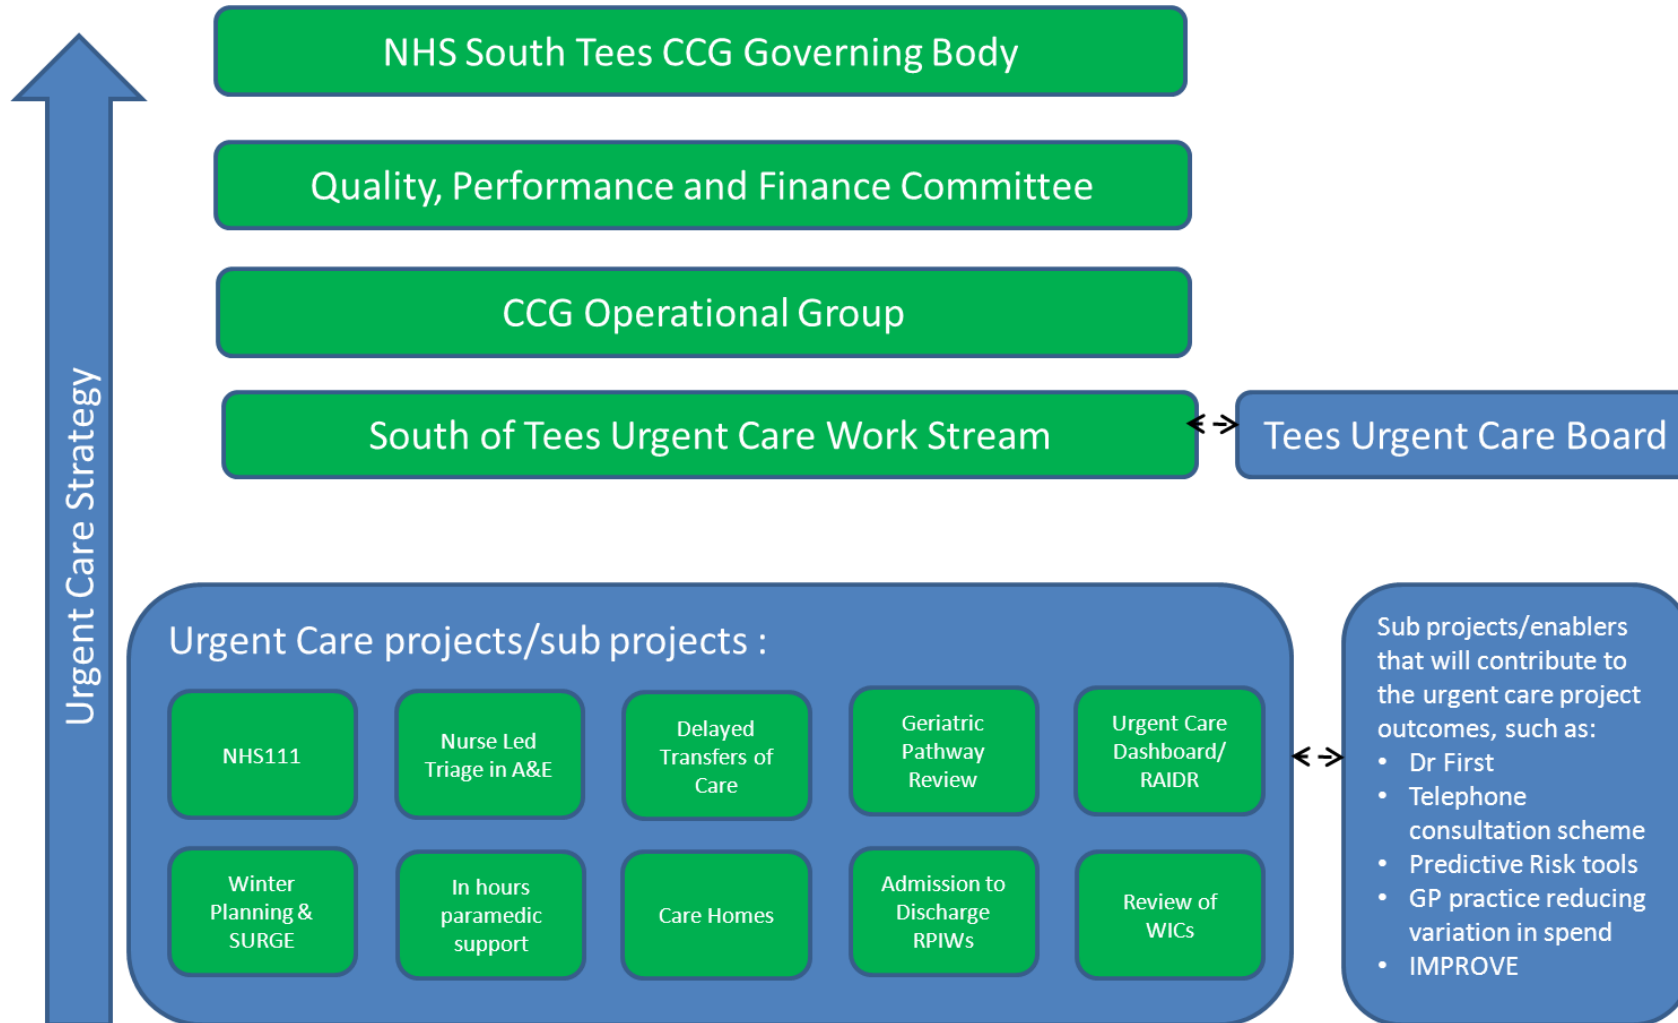 NHS South Tees CCG Governing Body
Quality, Performance and Finance Committee
CCG Operational Group
South of Tees Urgent Care Work Stream
Tees Urgent Care Board
Urgent Care Strategy
Urgent Care projects/sub projects :
NHS111
Nurse Led
Triage in A&E
Delayed
Transfers of
Care
Geriatric
Pathway
Review
Urgent Care
Dashboard/
RAIDR
Winter
Planning &
SURGE
In hours
paramedic
support
Care Homes
Admission to
Discharge
RPIWs
Review of
WICs
Sub projects/enablers
that will contribute to
the urgent care project
outcomes, such as:
• Dr First
• Telephone
consultation scheme
• Predictive Risk tools
• GP practice reducing
variation in spend
• IMPROVE